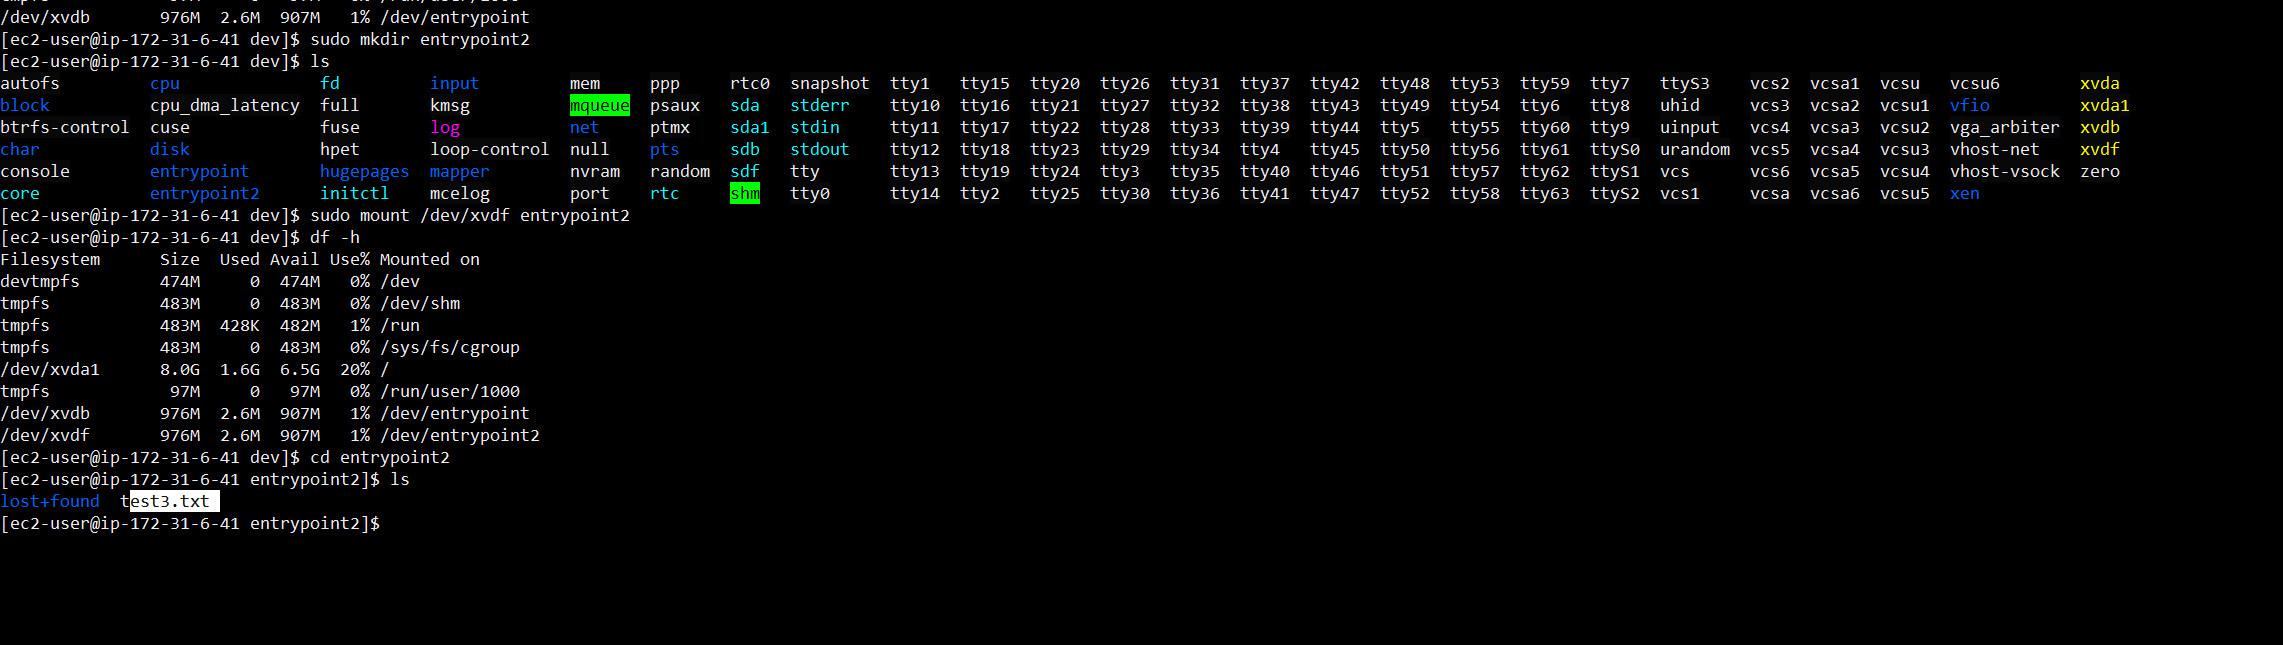 /dev/xvdb 976M 2.6M 907M 1% /dev/entrypoint
[ec2-user@ip-172-31-6-41 dev]$ sudo mkdir entrypoint2
[ec2-user@ip-172-31-6-41 dev]$ ls
autofs cpu fd input mem ppp rtc0 snapshot tty1 tty15 tty20 tty26 tty31 tty37 tty42 tty48 tty53 tty59 tty7 ttyS3 vcs2 vcsa1 vcsu vcsu6 xvda
block cpu_dma_latency full kmsg mqueue psaux sda stderr tty10 tty16 tty21 tty27 tty32 tty38 tty43 tty49 tty54 tty6 tty8 uhid vcs3 vcsa2 vcsu1 vfio xvda1
btrfs-control cuse fuse log net ptmx sda1 stdin tty11 tty17 tty22 tty28 tty33 tty39 tty44 tty5 tty55 tty60 tty9 uinput vcs4 vcsa3 vcsu2 vga_arbiter xvdb
char disk hpet loop-control null pts sdb stdout tty12 tty18 tty23 tty29 tty34 tty4 tty45 tty50 tty56 tty61 ttyS0 urandom vcs5 vcsa4 vcsu3 vhost-net xvdf
console entrypoint hugepages mapper nvram random sdf tty tty13 tty19 tty24 tty3 tty35 tty40 tty46 tty51 tty57 tty62 ttyS1 vcs vcs6 vcsa5 vcsu4 vhost-vsock zero
core entrypoint2 initctl mcelog port rtc shm tty0 tty14 tty2 tty25 tty30 tty36 tty41 tty47 tty52 tty58 tty63 ttyS2 vcs1 vcsa vcsa6 vcsu5 xen
[ec2-user@ip-172-31-6-41 dev]$ sudo mount /dev/xvdf entrypoint2
[ec2-user@ip-172-31-6-41 dev]$ df -h
Filesystem Size Used Avail Use% Mounted on
devtmpfs 474M 0 474M 0% /dev
tmpfs 483M 0 483M 0% /dev/shm
tmpfs 483M 428K 482M 1% /run
tmpfs 483M 0 483M 0% /sys/fs/cgroup
/dev/xvda1 8.0G 1.6G 6.5G 20% /
tmpfs 97M 0 97M 0% /run/user/1000
/dev/xvdb 976M 2.6M 907M 1% /dev/entrypoint
/dev/xvdf 976M 2.6M 907M 1% /dev/entrypoint2
[ec2-user@ip-172-31-6-41 dev]$ cd entrypoint2
[ec2-user@ip-172-31-6-41 entrypoint2]$ ls
lost+found test3.txt
[ec2-user@ip-172-31-6-41 entrypoint2]$